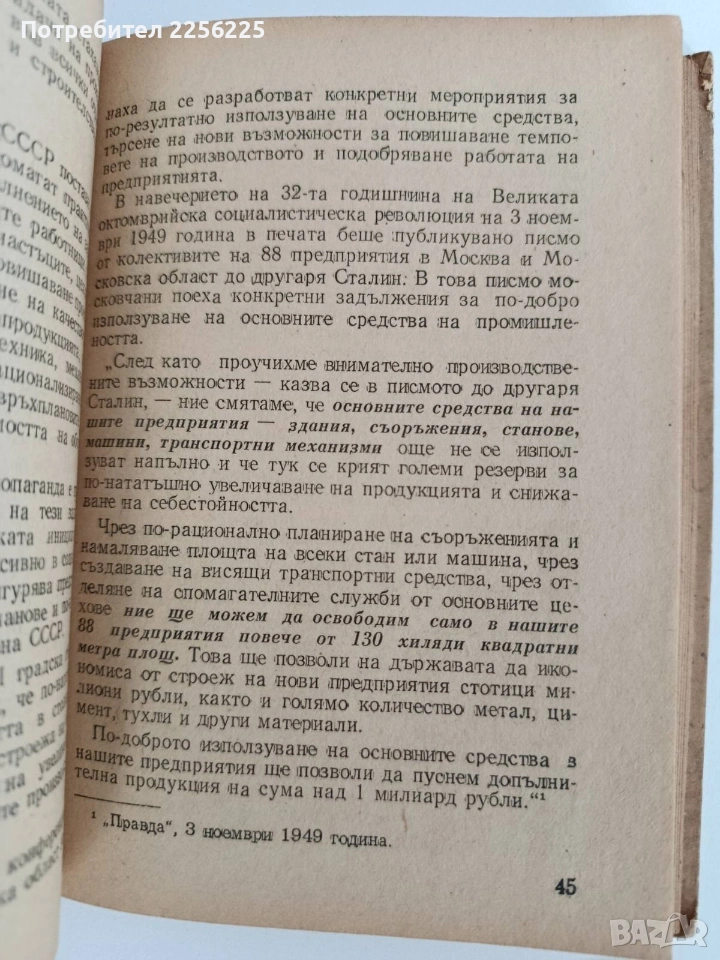 Потребител 2256225
наха да се разработват конкретни мероприятия за
по-резултатно използуване на основните средства,
търсене на нови възможности за повишаване темпо-
вете на производството и подобряване работата на
предприятията.
В навечерието на 32-та годишнина на Великата
октомврийска социалистическа революция на 3 ноем-
ври 1949 година в печата беше публикувано писмо
от колективите на 88 предприятия в Москва и Мо-
сковска област до другаря Сталин. В това писмо мо-
сковчани поеха конкретни задължения за по-добро
използуване на основните средства на промишле-
ността.
„След като проучихме внимателно производстве-
ните възможности — казва се в писмото до другаря
Сталин, — ние смятаме, че основните средства на на-
шите предприятия — здания, съоръжения, станове,
машини, транспортни механизми още не се изпол-
зуват напълно и че тук се крият големи резерви за
по-нататъшно увеличаване на продукцията и снижа-
ване на себестойността.
Чрез по-рационално планиране на съоръженията и
намаляване площта на всеки стан или машина, чрез
създаване на висящи транспортни средства, чрез от-
деляне на спомагателните служби от основните це-
хове ние ще можем да освободим само в нашите
88 предприятия повече от 130 хиляди квадратни
метра площ. Това ще позволи на държавата да ико-
номиса от строеж на нови предприятия стотици ми-
лиони рубли, както и голямо количество метал, ци-
мент, тухли и други материали.
По-доброто използуване на основните средства в
нашите предприятия ще позволи да пуснем допълни-
телна продукция на сума над 1 милиард рубли.“¹
¹ „Правда“, 3 ноември 1949 година.
45
BAZAR